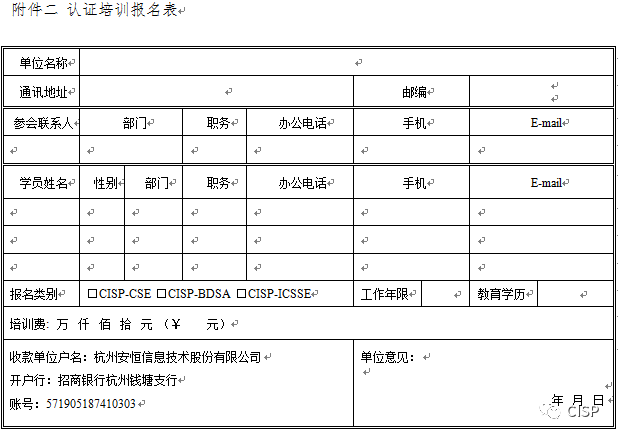 附件二 认证培训报名表
单位名称
通讯地址 邮编
参会联系人 部门 职务 办公电话 手机 E-mail
学员姓名 性别 部门 职务 办公电话 手机 E-mail
报名类别 □CISP-CSE □CISP-BDSA □CISP-ICSSE 工作年限 教育学历
培训费: 万 仟 佰 拾 元 (¥ 元)
收款单位户名：杭州安恒信息技术股份有限公司 单位意见：
开户行：招商银行杭州钱塘支行
账号：571905187410303 年 月 日
CISP